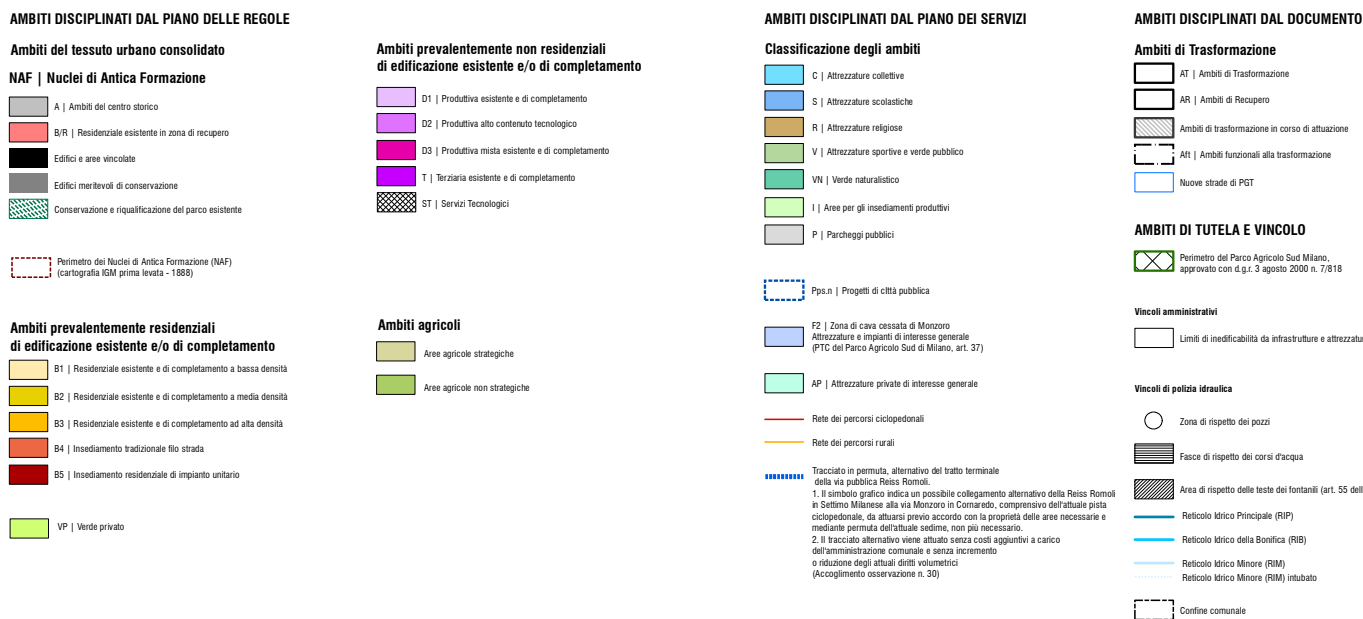 AMBITI DISCIPLINATI DAL PIANO DELLE REGOLE
Ambiti del tessuto urbano consolidato
NAF | Nuclei di Antica Formazione
A | Ambiti del centro storico
B/R | Residenziale esistente in zona di recupero
Edifici e aree vincolate
Edifici meritevoli di conservazione
Conservazione e riqualificazione del parco esistente
Perimetro dei Nuclei di Antica Formazione (NAF)
(cartografia IGM prima levata - 1888)
Ambiti prevalentemente residenziali
di edificazione esistente e/o di completamento
B1 | Residenziale esistente e di completamento a bassa densità
B2 | Residenziale esistente e di completamento a media densità
B3 | Residenziale esistente e di completamento ad alta densità
B4 | Insediamento tradizionale filo strada
B5 | Insediamento residenziale di impianto unitario
VP | Verde privato
Ambiti prevalentemente non residenziali
di edificazione esistente e/o di completamento
D1 | Produttiva esistente e di completamento
D2 | Produttiva alto contenuto tecnologico
D3 | Produttiva mista esistente e di completamento
T | Terziaria esistente e di completamento
ST | Servizi Tecnologici
Ambiti agricoli
Aree agricole strategiche
Aree agricole non strategiche
AMBITI DISCIPLINATI DAL PIANO DEI SERVIZI
Classificazione degli ambiti
C | Attrezzature collettive
S | Attrezzature scolastiche
R | Attrezzature religiose
V | Attrezzature sportive e verde pubblico
VN | Verde naturalistico
I | Aree per gli insediamenti produttivi
P | Parcheggi pubblici
Pps.n | Progetti di cIttà pubblica
F2 | Zona di cava cessata di Monzoro
Attrezzature e impianti di interesse generale
(PTC del Parco Agricolo Sud di Milano, art. 37)
AP | Attrezzature private di interesse generale
Rete dei percorsi ciclopedonali
Rete dei percorsi rurali
Tracciato in permuta, alternativo del tratto terminale
della via pubblica Reiss Romoli.
1. Il simbolo grafico indica un possibile collegamento alternativo della Reiss Romoli
in Settimo Milanese alla via Monzoro in Cornaredo, comprensivo dell'attuale pista
ciclopedonale, da attuarsi previo accordo con la proprietà delle aree necessarie e
mediante permuta dell'attuale sedime, non più necessario.
2. Il tracciato alternativo viene attuato senza costi aggiuntivi a carico
dell'amministrazione comunale e senza incremento
o riduzione degli attuali diritti volumetrici
(Accoglimento osservazione n. 30)
AMBITI DISCIPLINATI DAL DOCUMENTO
Ambiti di Trasformazione
AT | Ambiti di Trasformazione
AR | Ambiti di Recupero
Ambiti di trasformazione in corso di attuazione
Aft | Ambiti funzionali alla trasformazione
Nuove strade di PGT
AMBITI DI TUTELA E VINCOLO
Perimetro del Parco Agricolo Sud Milano,
approvato con d.g.r. 3 agosto 2000 n. 7/818
Vincoli amministrativi
Limiti di inedificabilità da infrastrutture e attrezzatur
Vincoli di polizia idraulica
Zona di rispetto dei pozzi
Fasce di rispetto dei corsi d'acqua
Area di rispetto delle teste dei fontanili (art. 55 dell
Reticolo Idrico Principale (RIP)
Reticolo Idrico della Bonifica (RIB)
Reticolo Idrico Minore (RIM)
Reticolo Idrico Minore (RIM) intubato
Confine comunale